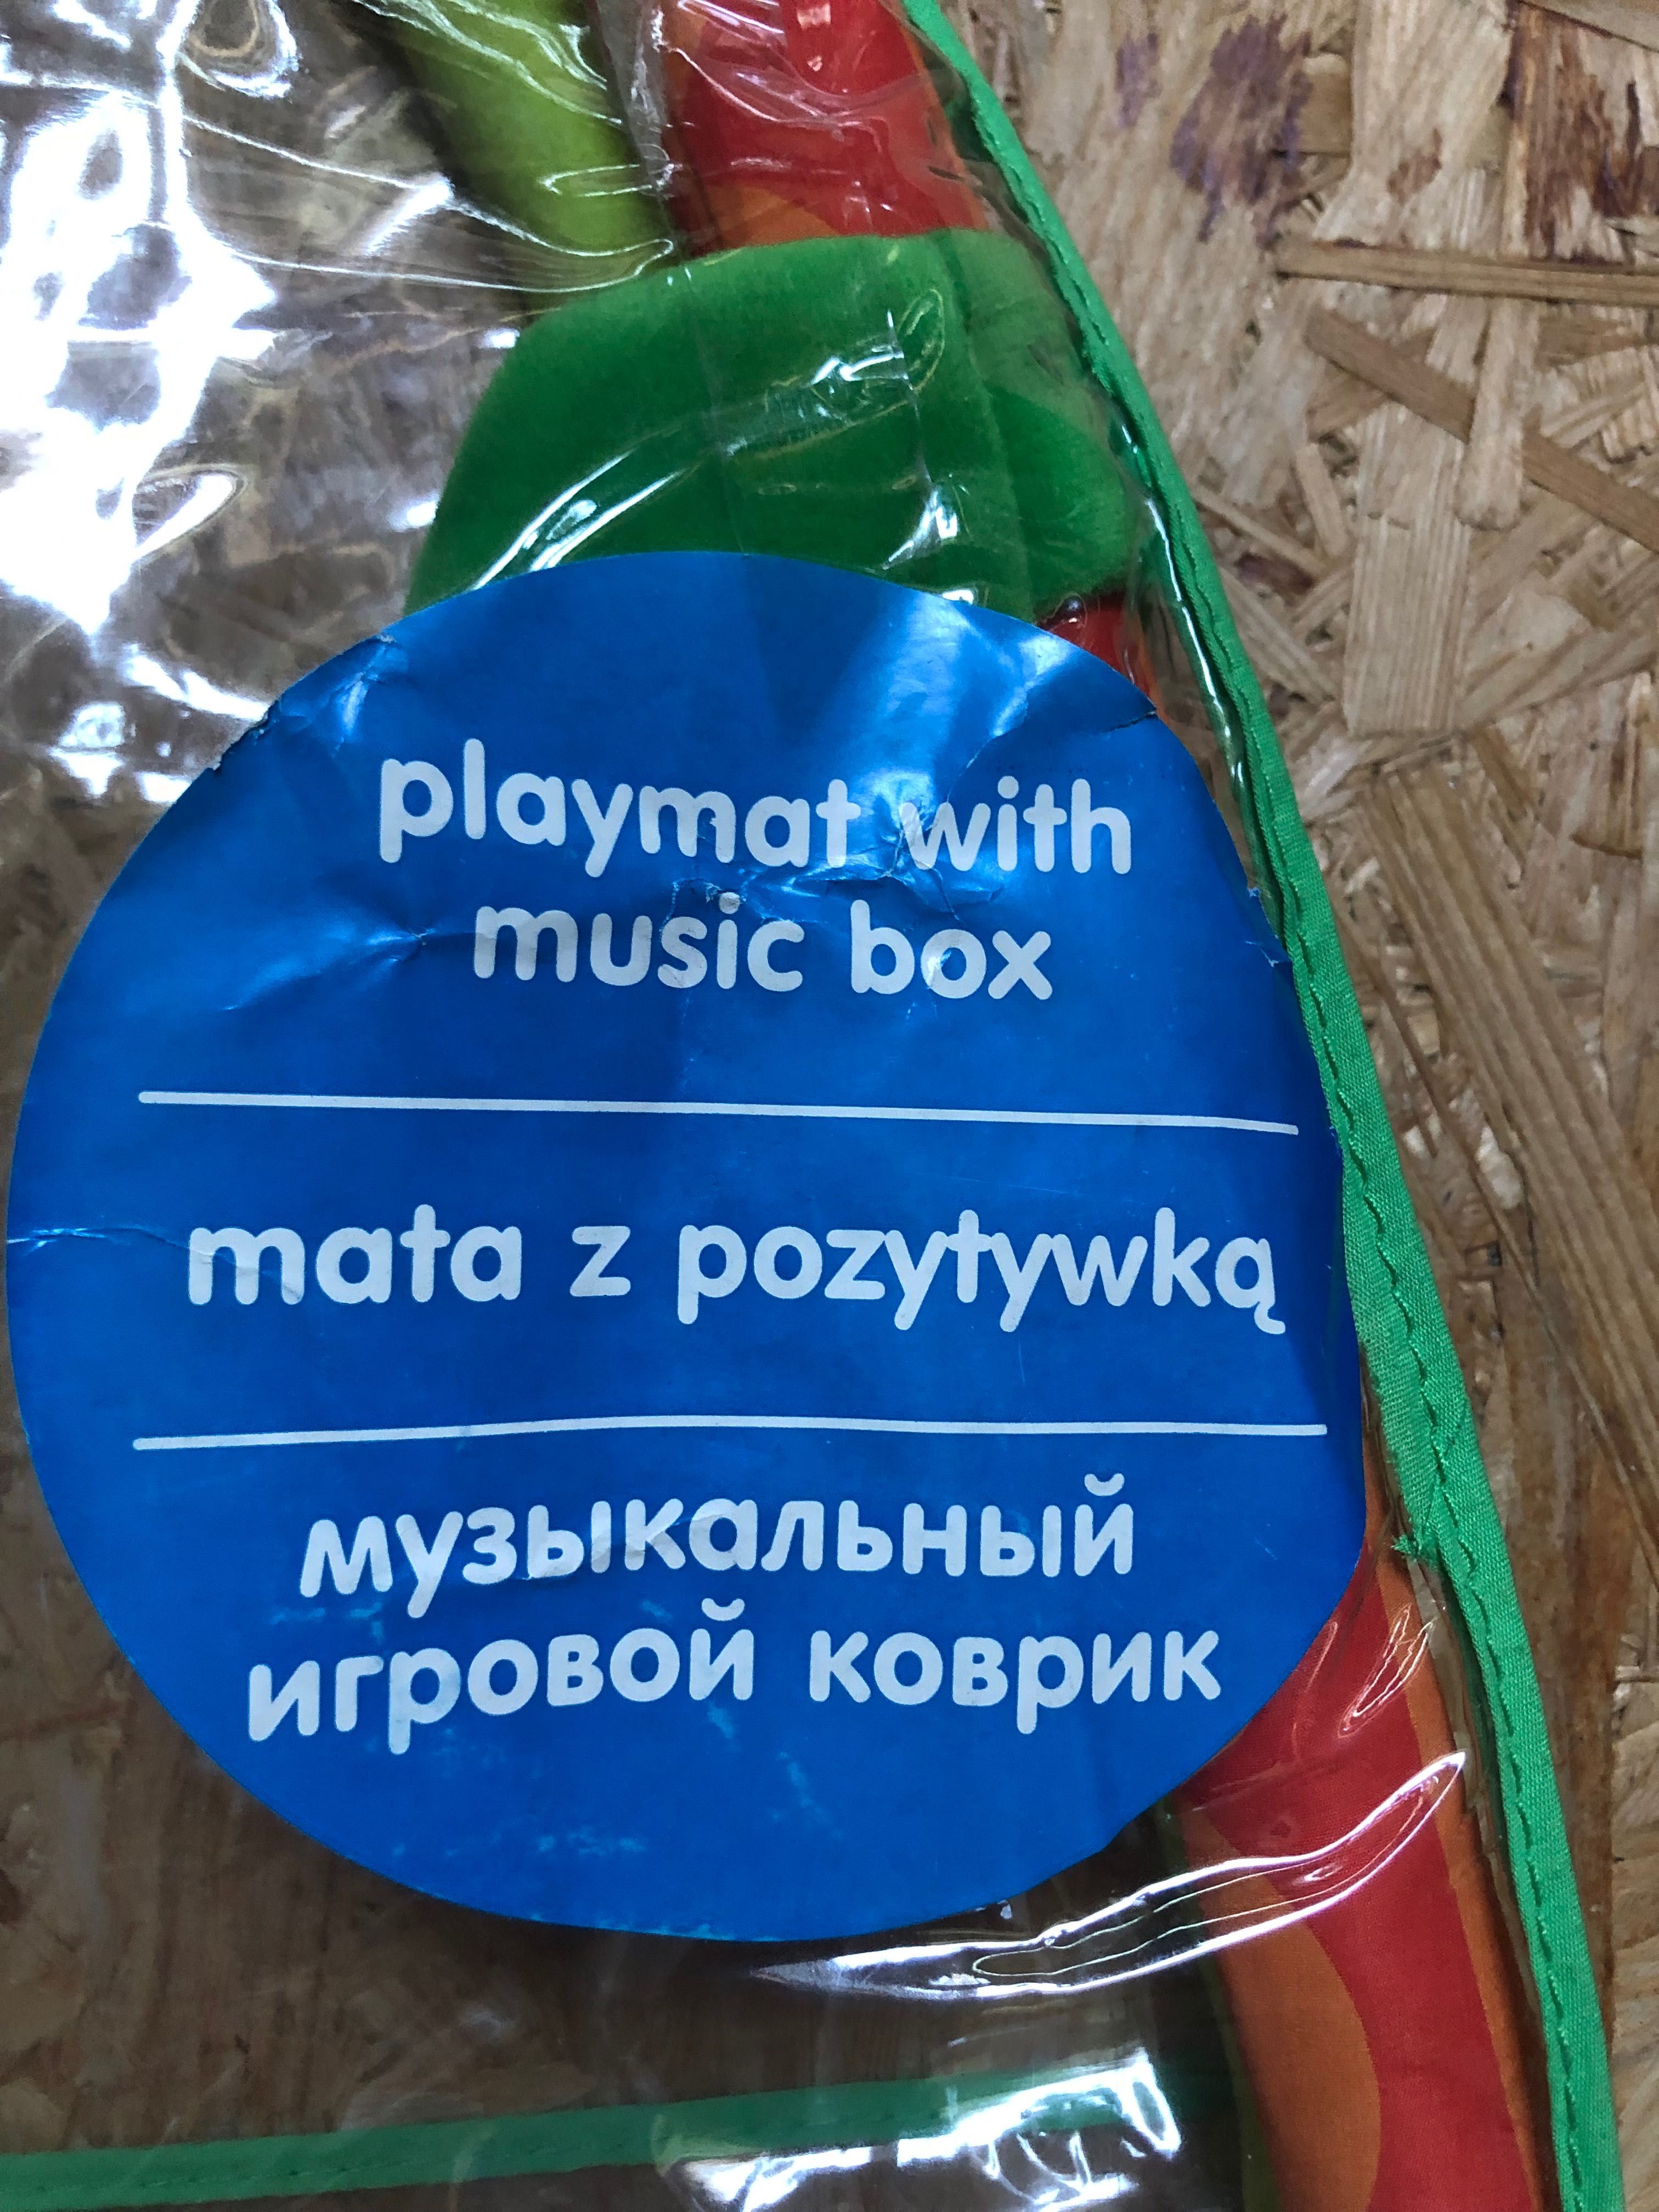 playmat with
music box
mata z pozytywką
музыкальный
игровой коврик